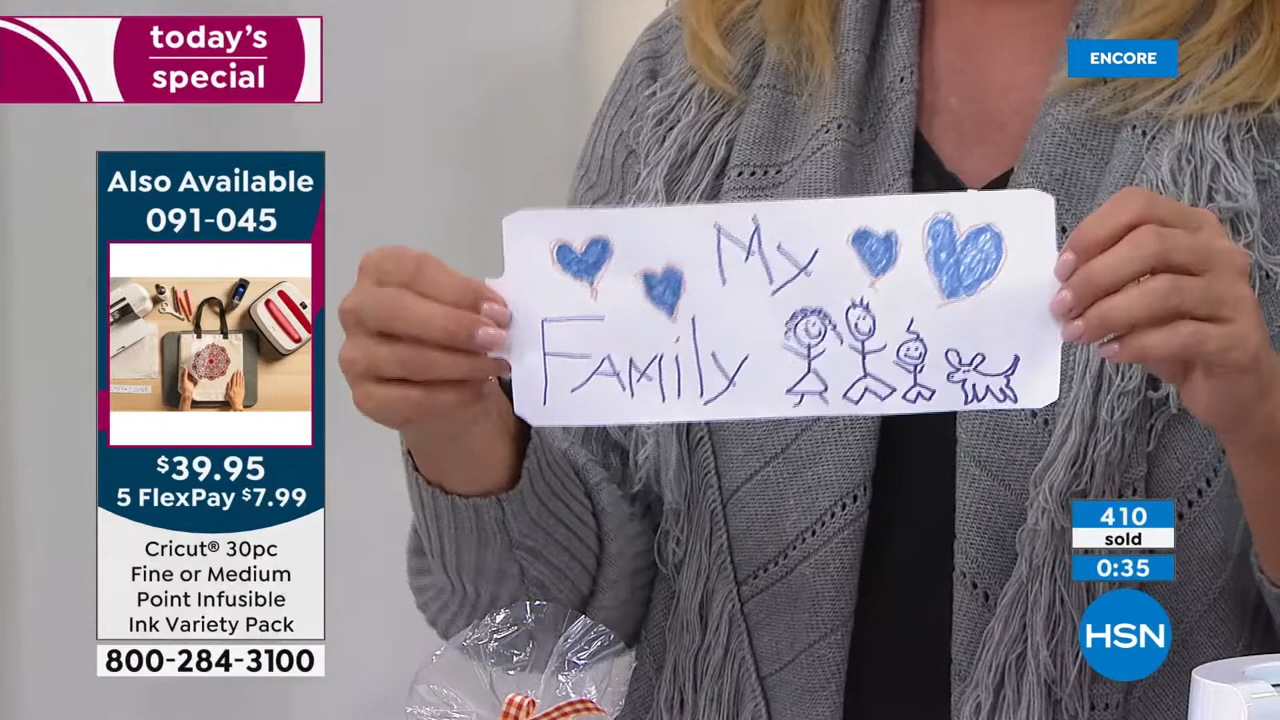 today's
special
ENCORE
Also Available
091-045
$39.95
5 FlexPay $7.99
Cricut® 30pc
Fine or Medium
Point Infusible
Ink Variety Pack
800-284-3100
My
Family
410
sold
0:35
HSN